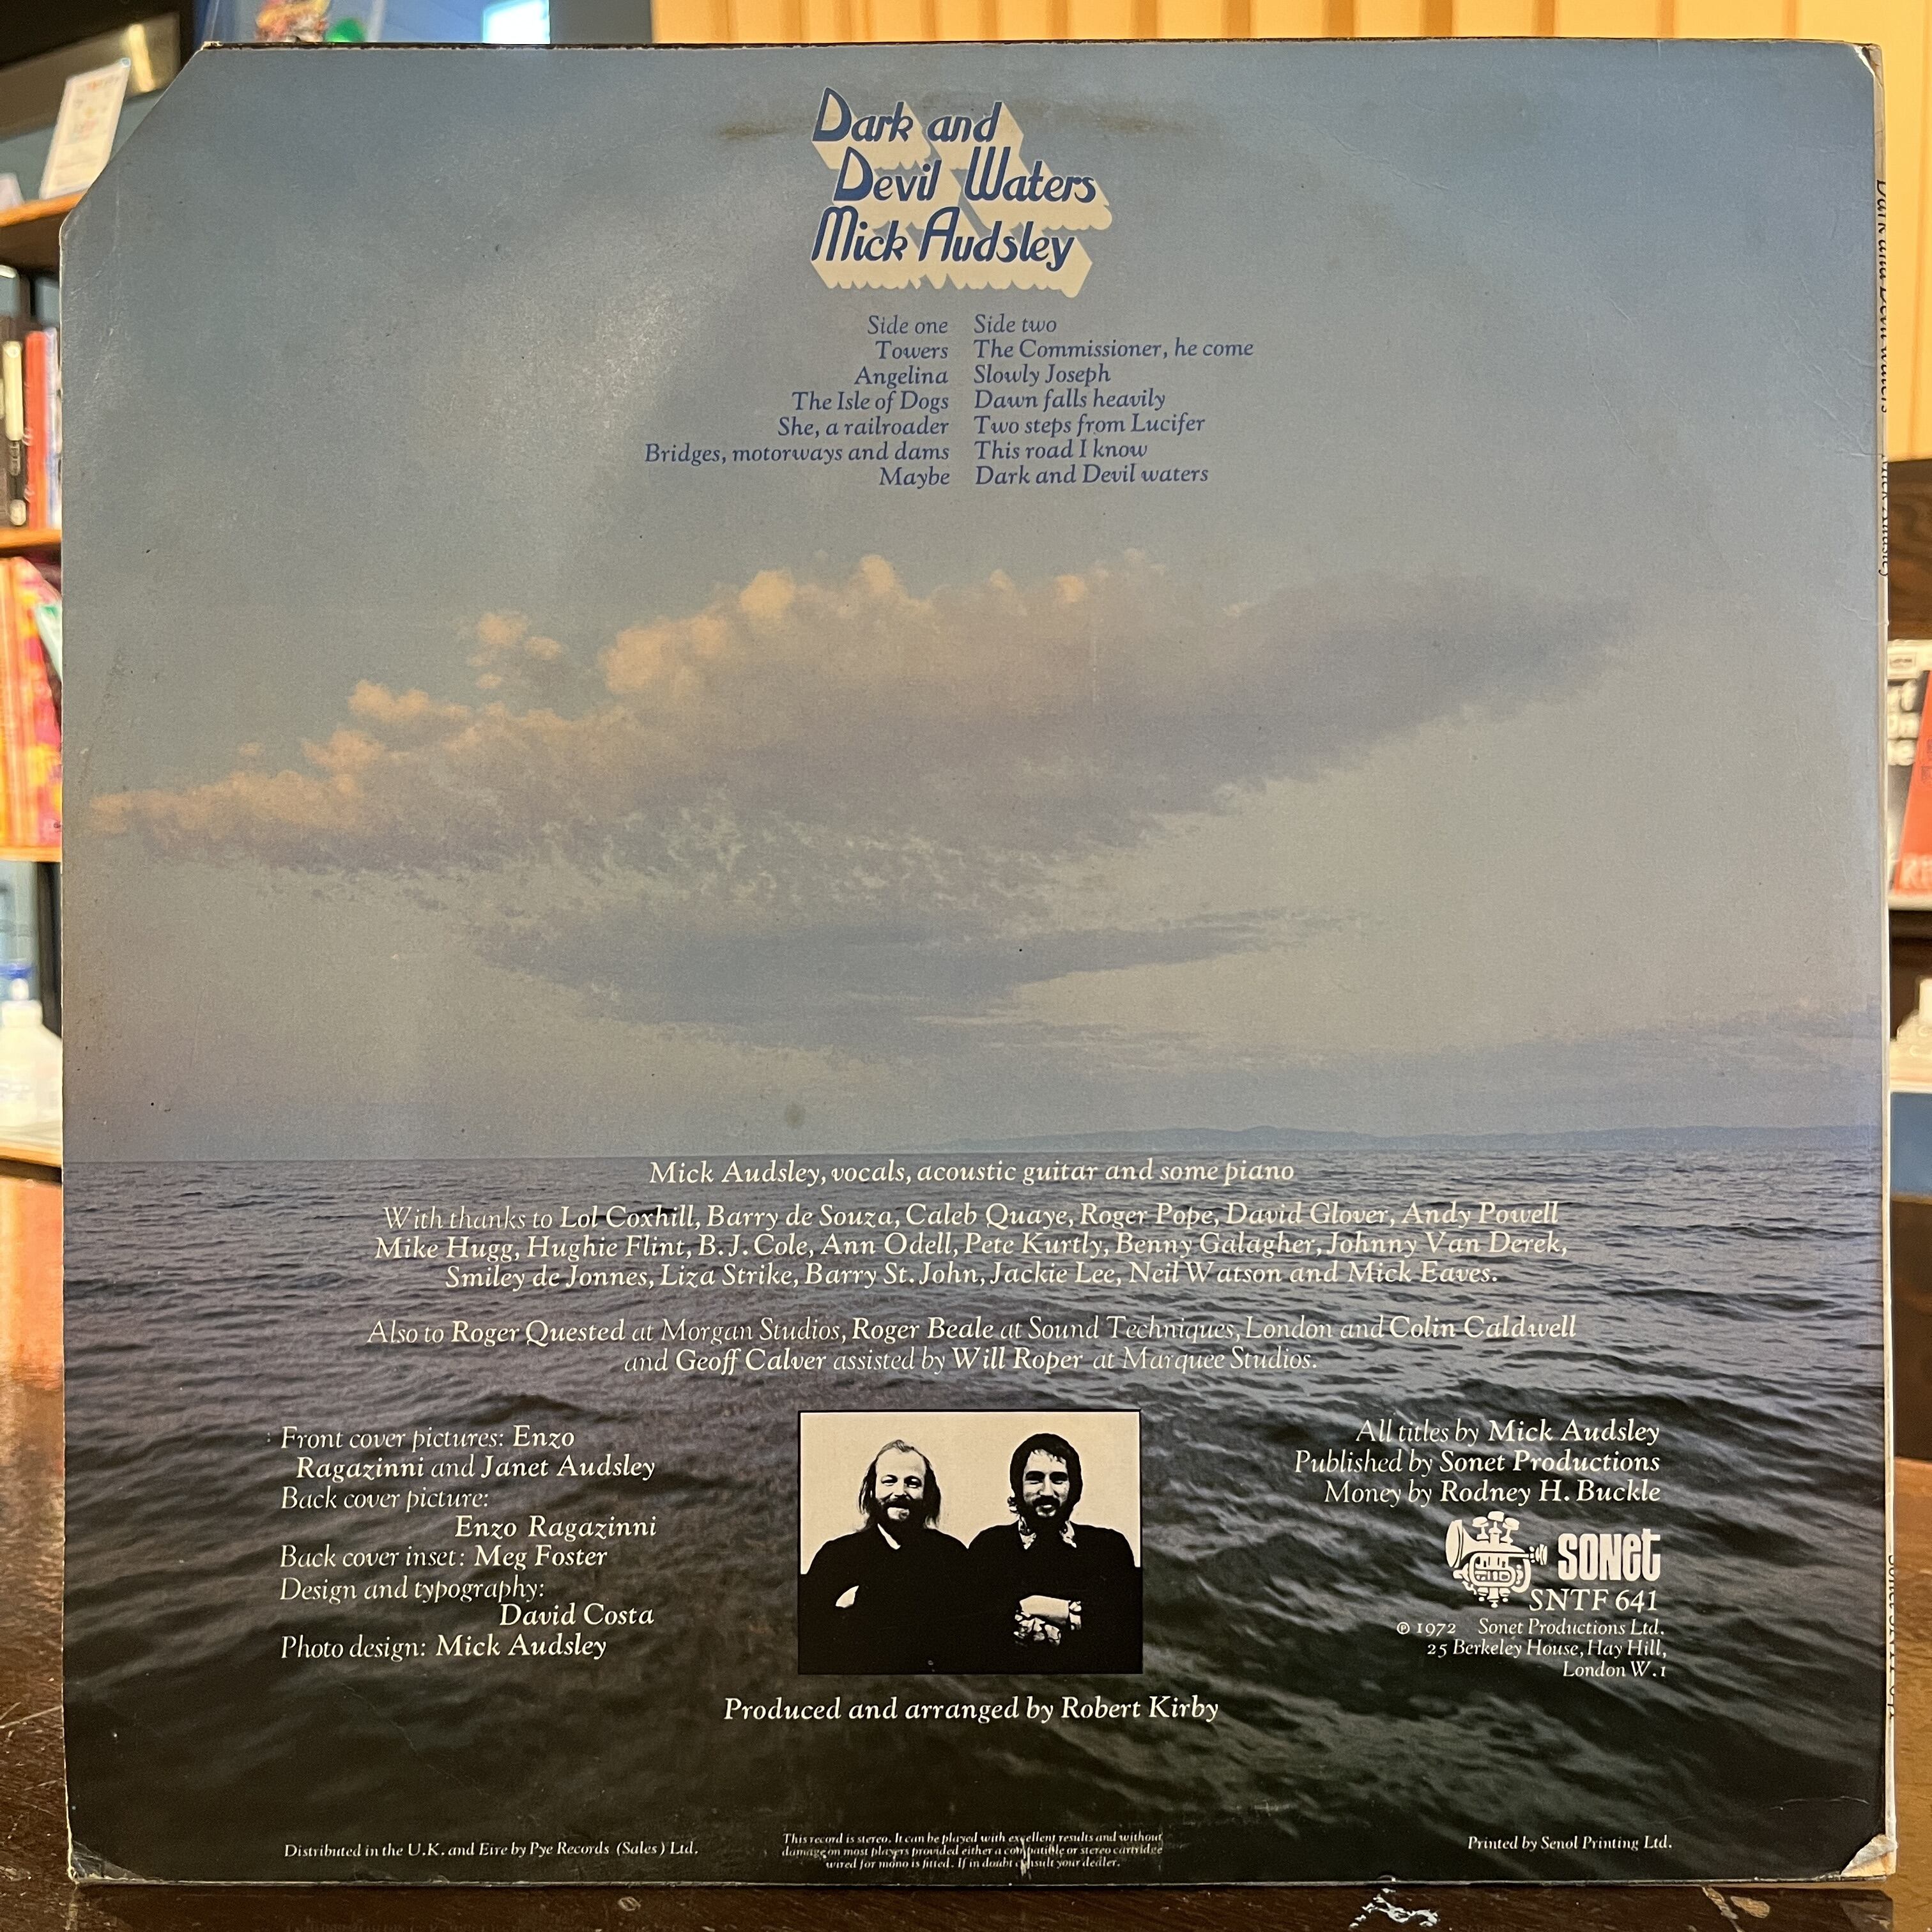 Dark and
Devil Waters
Mick Audsley
Side one
Towers
Angelina
The Isle of Dogs
She, a railroader
Bridges, motorways and dams
Maybe
Side two
The Commissioner, he come
Slowly Joseph
Dawn falls heavily
Two steps from Lucifer
This road I know
Dark and Devil waters
Mick Audsley, vocals, acoustic guitar and some piano
With thanks to Lol Coxhill, Barry de Souza, Caleb Quaye, Roger Pope, David Glover, Andy Powell
Mike Hugg, Hughie Flint, B.J. Cole, Ann Odell, Pete Kurtly, Benny Galagher, Johnny Van Derek,
Smiley de Jonnes, Liza Strike, Barry St. John, Jackie Lee, Neil Watson and Mick Eaves.
Also to Roger Quested at Morgan Studios, Roger Beale at Sound Techniques, London and Colin Caldwell
and Geoff Calver assisted by Will Roper at Marquee Studios.
Front cover pictures: Enzo
Ragazinni and Janet Audsley
Back cover picture:
Enzo Ragazinni
Back cover inset: Meg Foster
Design and typography:
David Costa
Photo design: Mick Audsley
All titles by Mick Audsley
Published by Sonet Productions
Money by Rodney H. Buckle
SONET
SNTF 641
℗ 1972 Sonet Productions Ltd.
25 Berkeley House, Hay Hill,
London W.1
Produced and arranged by Robert Kirby
Distributed in the U.K. and Eire by Pye Records (Sales) Ltd.
This record is stereo. It can be played with excellent results and without
damage on most players provided either a compatible or stereo cartridge
wired for mono is fitted. If in doubt consult your dealer.
Printed by Senol Printing Ltd.
Dark and Devil Waters